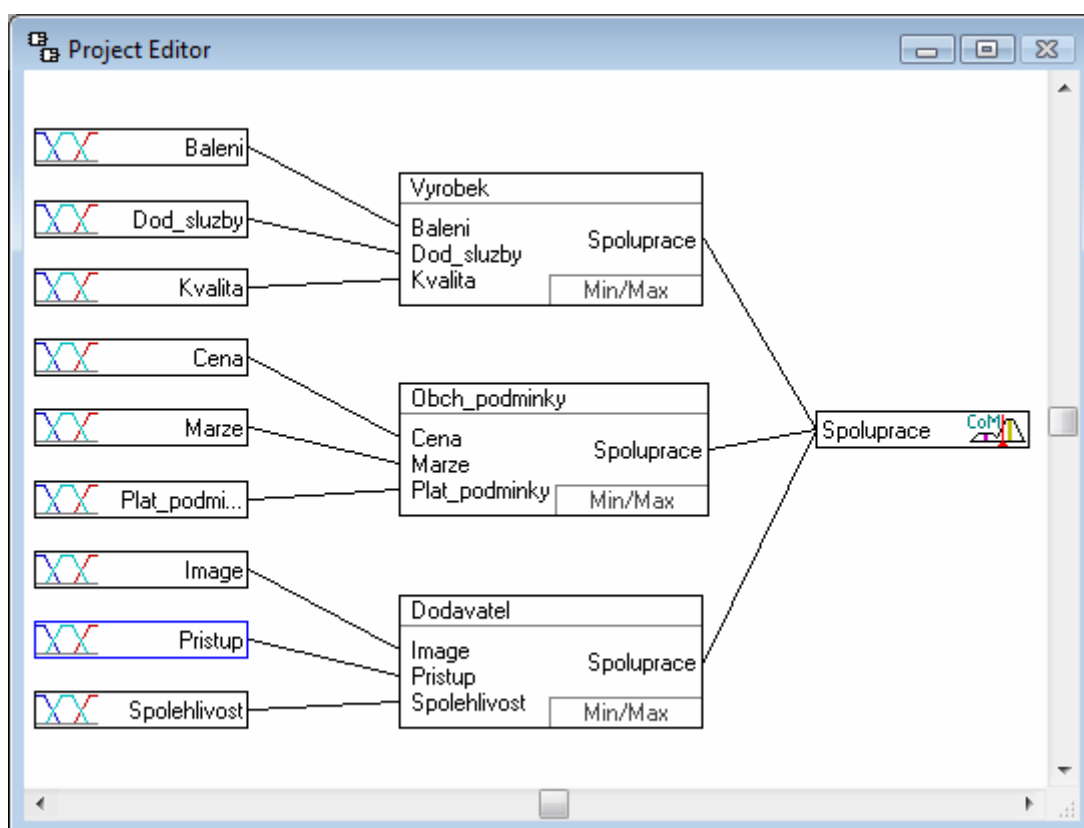 Project Editor
Baleni
Dod_sluzby
Kvalita
Cena
Marze
Plat_podmi...
Image
Pristup
Spolehlivost
Vyrobek
Baleni
Dod_sluzby
Kvalita
Spoluprace
Min/Max
Obch_podminky
Cena
Marze
Plat_podminky
Spoluprace
Min/Max
Dodavatel
Image
Pristup
Spolehlivost
Spoluprace
Min/Max
Spoluprace
CoM